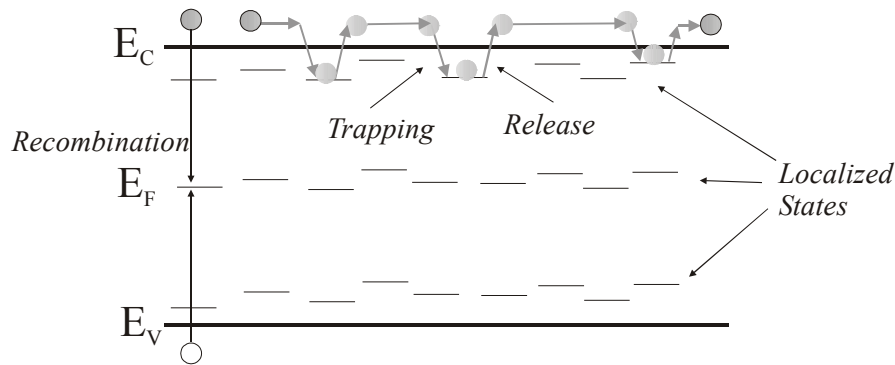 E_C
Trapping
Release
Recombination
E_F
Localized
States
E_V